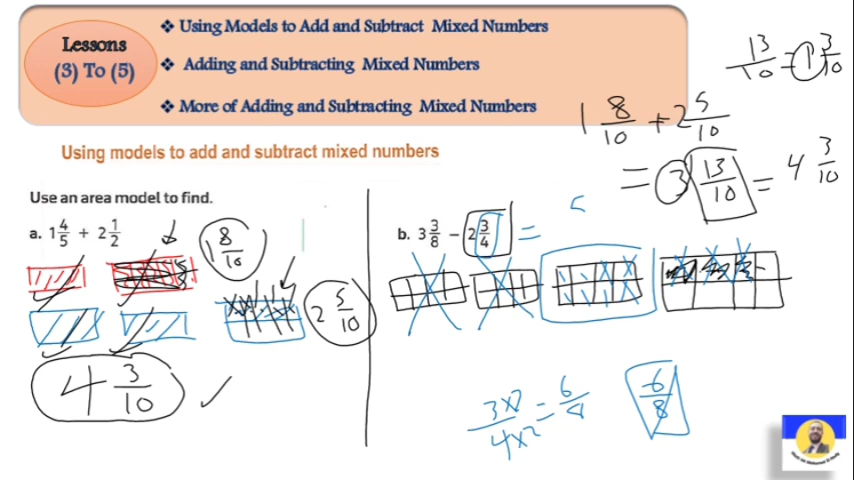 Lessons
(3) To (5)
❖ Using Models to Add and Subtract Mixed Numbers
❖ Adding and Subtracting Mixed Numbers
❖ More of Adding and Subtracting Mixed Numbers
13/10 = 1 3/10
1 8/10 + 2 5/10
= 3 13/10 = 4 3/10
Using models to add and subtract mixed numbers
Use an area model to find.
a. 1 4/5 + 2 1/2
1 8/10
2 5/10
4 3/10
b. 3 3/8 − 2 3/4 =
5
3x2/4x2 = 6/8
6/8